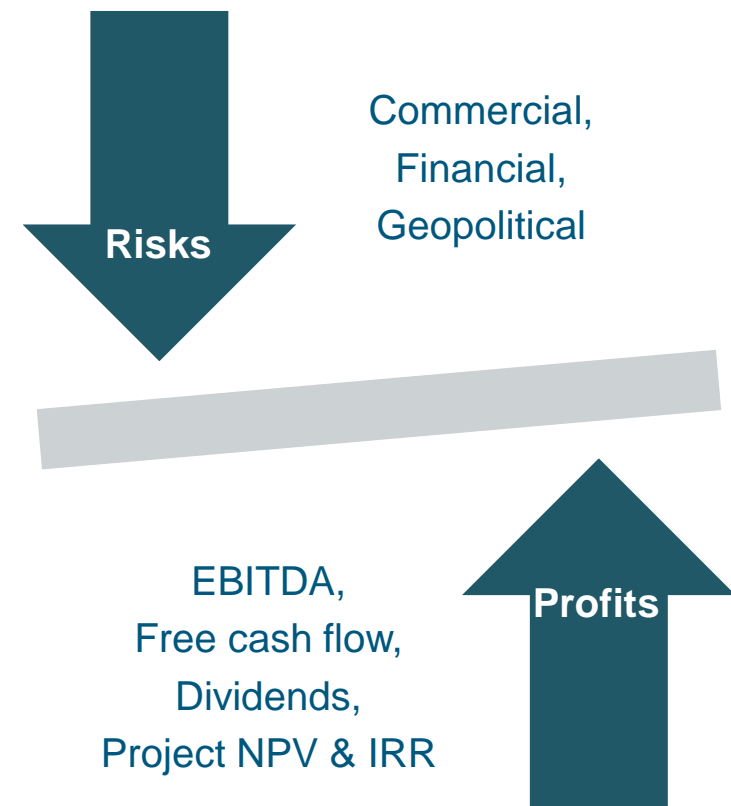 Commercial,
Financial,
Geopolitical
Risks
EBITDA,
Free cash flow,
Dividends,
Project NPV & IRR
Profits